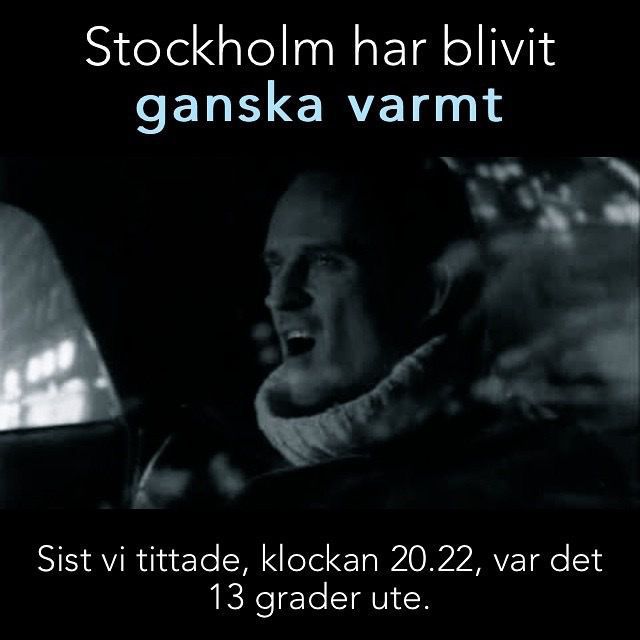 Stockholm har blivit
ganska varmt
Sist vi tittade, klockan 20.22, var det
13 grader ute.